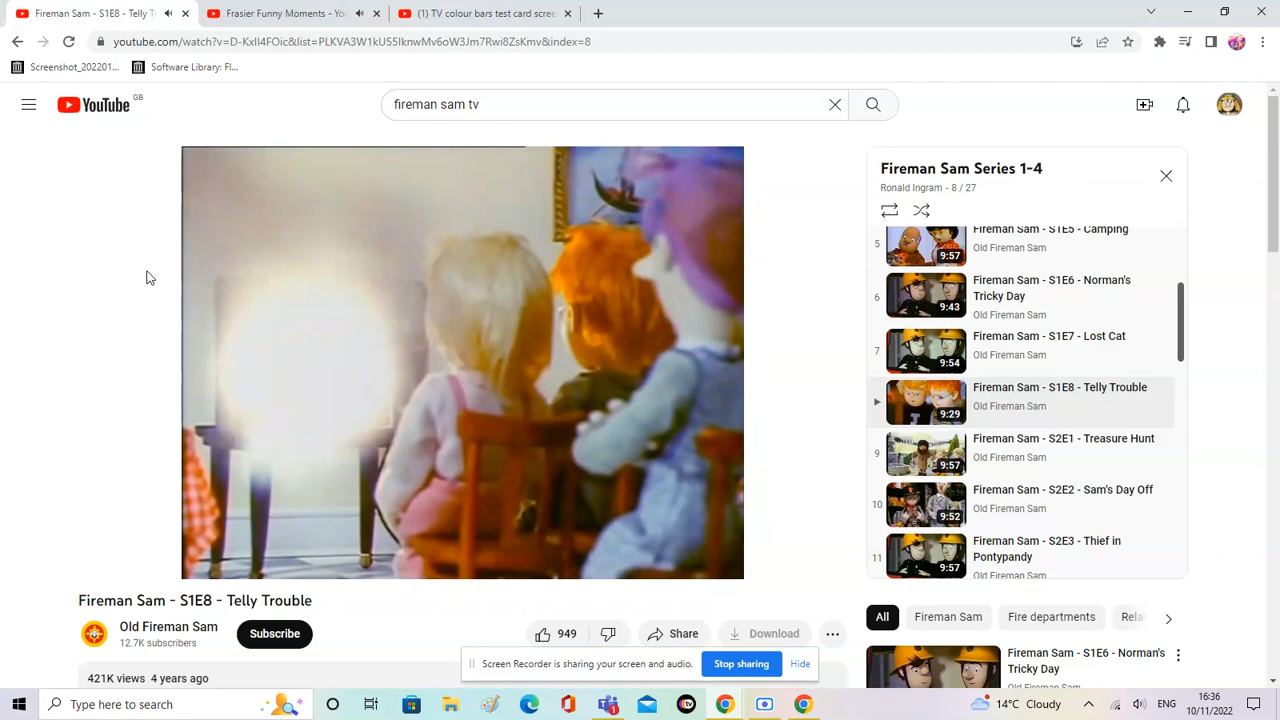 Fireman Sam - S1E8 - Telly T
Frasier Funny Moments - Yo
(1) TV colour bars test card scree
youtube.com/watch?v=D-KxII4FOic&list=PLKVA3W1kU55IknwMv6oW3Jm7Rwi8ZsKmv&index=8
Screenshot_202201...
Software Library: Fl...
YouTube GB
fireman sam tv
Fireman Sam Series 1-4
Ronald Ingram - 8 / 27
5
Fireman Sam - S1E5 - Camping
Old Fireman Sam
9:57
6
Fireman Sam - S1E6 - Norman's
Tricky Day
Old Fireman Sam
9:43
7
Fireman Sam - S1E7 - Lost Cat
Old Fireman Sam
9:54
Fireman Sam - S1E8 - Telly Trouble
Old Fireman Sam
9:29
9
Fireman Sam - S2E1 - Treasure Hunt
Old Fireman Sam
9:57
10
Fireman Sam - S2E2 - Sam's Day Off
Old Fireman Sam
9:52
11
Fireman Sam - S2E3 - Thief in
Pontypandy
Old Fireman Sam
9:57
Fireman Sam - S1E8 - Telly Trouble
Old Fireman Sam
12.7K subscribers
Subscribe
949
Share
Download
421K views 4 years ago
All
Fireman Sam
Fire departments
Rela
Fireman Sam - S1E6 - Norman's
Tricky Day
Screen Recorder is sharing your screen and audio.
Stop sharing
Hide
Type here to search
14°C Cloudy
ENG
16:36
10/11/2022